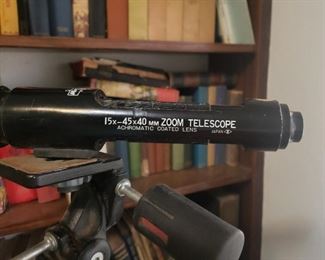 15x-45x40 MM ZOOM TELESCOPE
ACHROMATIC COATED LENS JAPAN